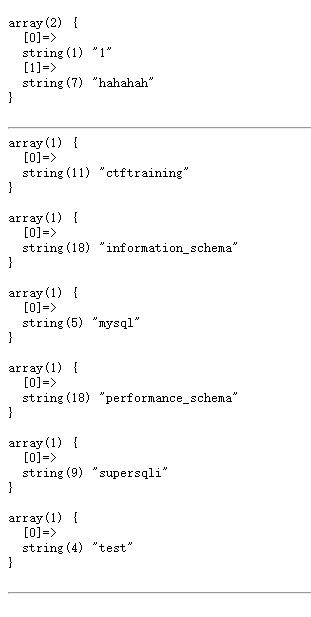 array(2) {
  [0]=>
  string(1) "1"
  [1]=>
  string(7) "hahahah"
}
array(1) {
  [0]=>
  string(11) "ctftraining"
}
array(1) {
  [0]=>
  string(18) "information_schema"
}
array(1) {
  [0]=>
  string(5) "mysql"
}
array(1) {
  [0]=>
  string(18) "performance_schema"
}
array(1) {
  [0]=>
  string(9) "supersqli"
}
array(1) {
  [0]=>
  string(4) "test"
}